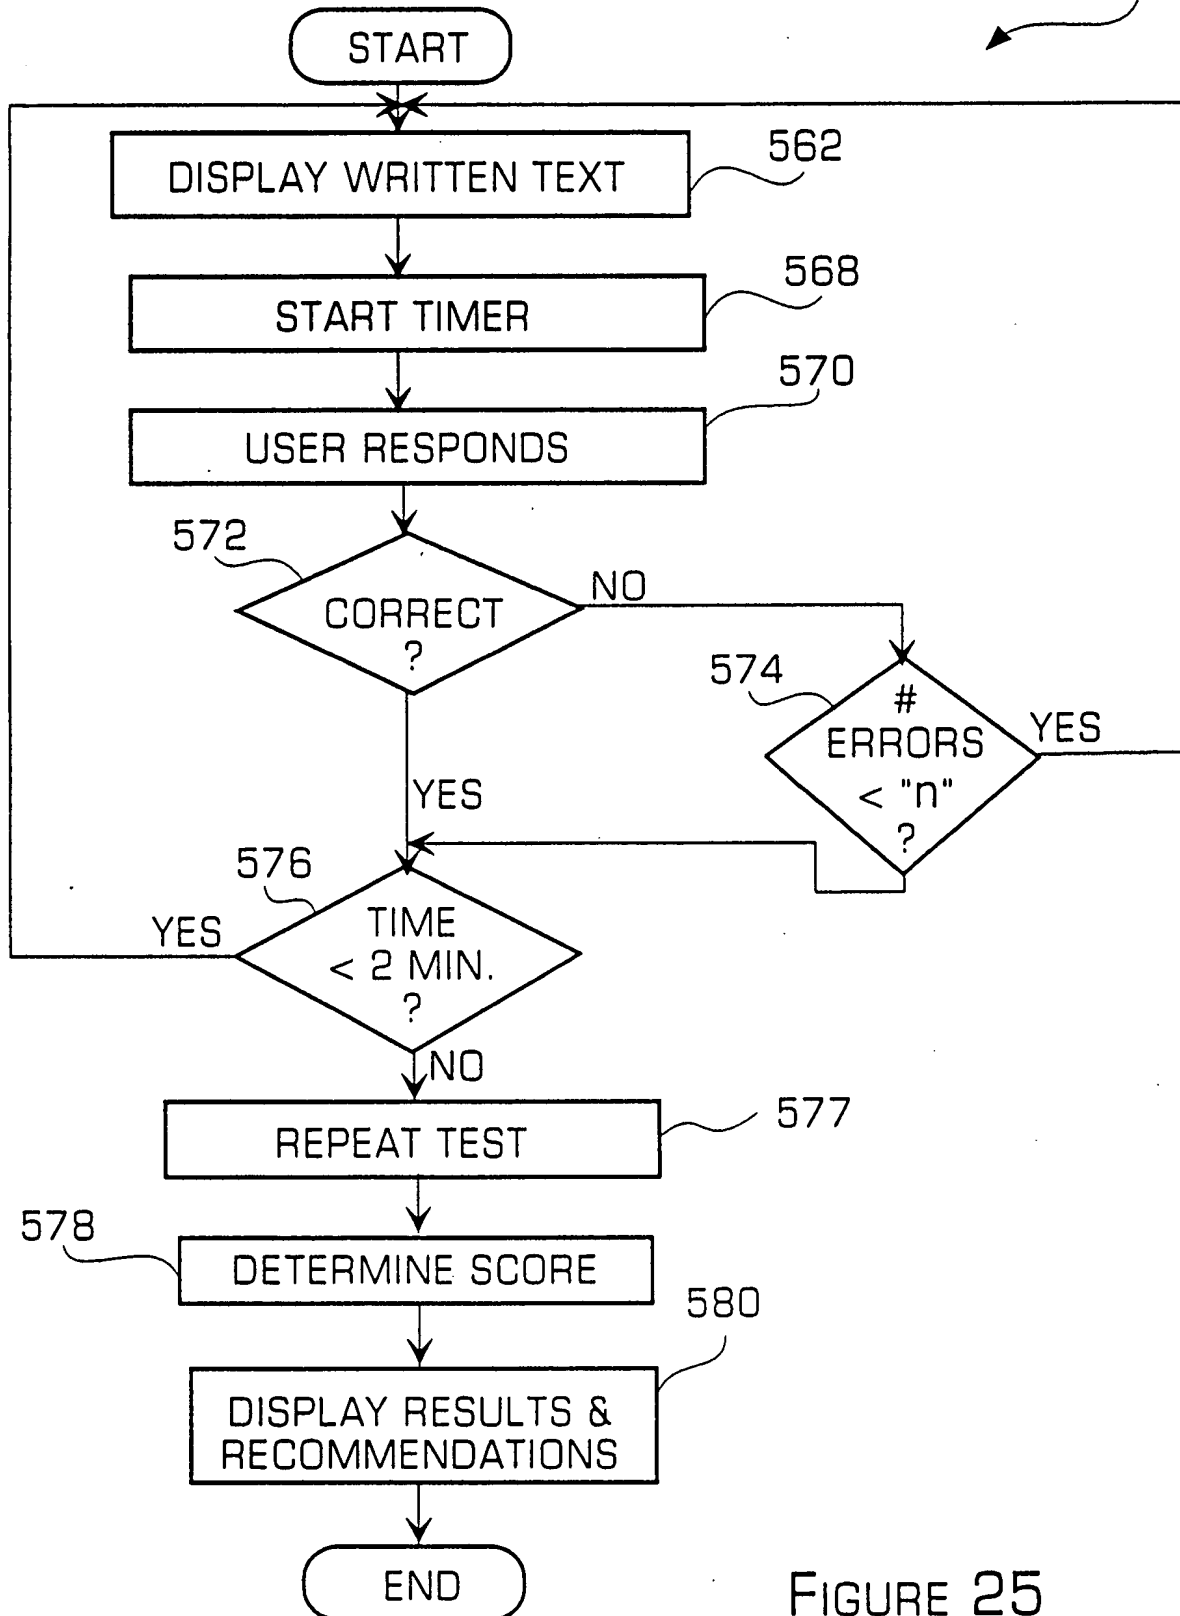 START
DISPLAY WRITTEN TEXT
562
START TIMER
568
USER RESPONDS
570
572
CORRECT
?
NO
574
#
ERRORS
< "n"
?
YES
YES
576
TIME
< 2 MIN.
?
YES
NO
REPEAT TEST
577
578
DETERMINE SCORE
580
DISPLAY RESULTS &
RECOMMENDATIONS
END
FIGURE 25